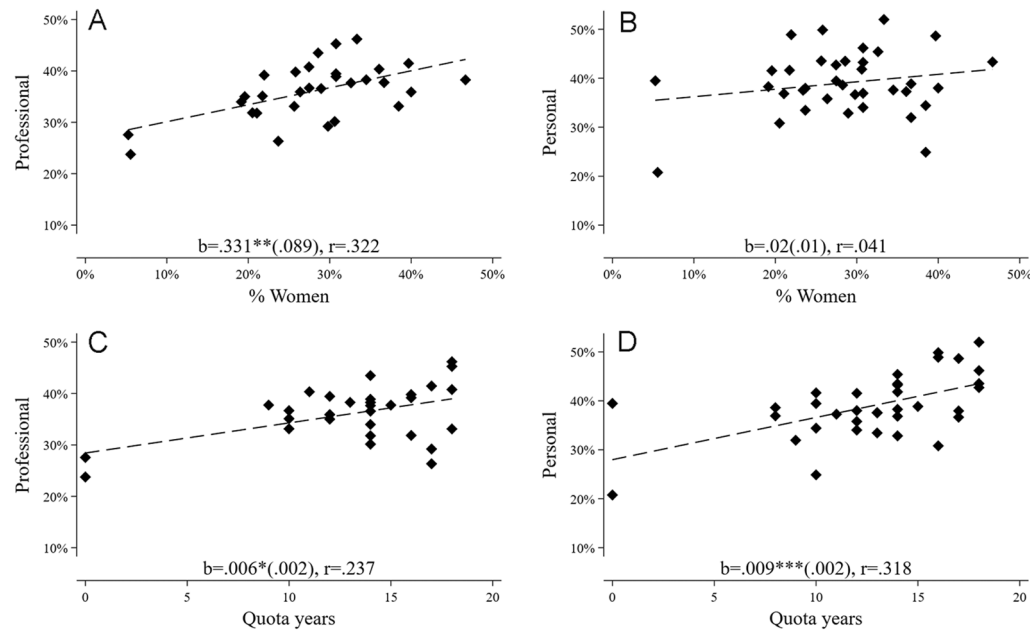 A
Professional
50%
40%
30%
20%
10%
b=.331**(.089), r=.322
0% 10% 20% 30% 40% 50%
% Women
B
Personal
50%
40%
30%
20%
10%
b=.02(.01), r=.041
0% 10% 20% 30% 40% 50%
% Women
C
Professional
50%
40%
30%
20%
10%
b=.006*(.002), r=.237
0 5 10 15 20
Quota years
D
Personal
50%
40%
30%
20%
10%
b=.009***(.002), r=.318
0 5 10 15 20
Quota years